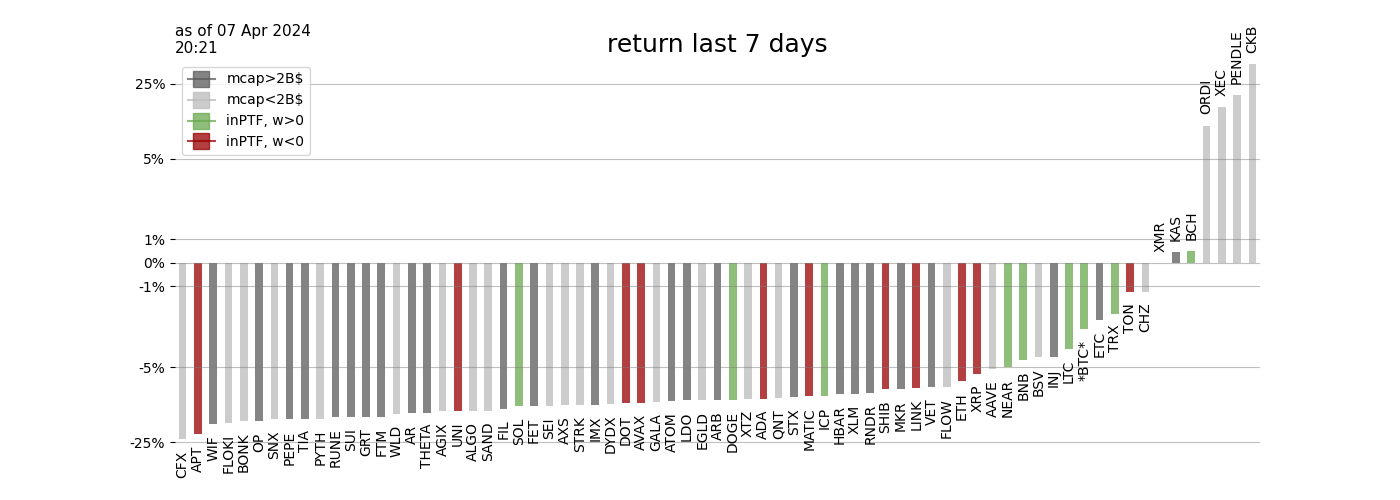 as of 07 Apr 2024
20:21
return last 7 days
mcap>2B$
mcap<2B$
inPTF, w>0
inPTF, w<0
25%
5%
1%
0%
-1%
-5%
-25%
CFX
APT
WIF
FLOKI
BONK
OP
SNX
PEPE
TIA
PYTH
RUNE
SUI
GRT
FTM
WLD
AR
THETA
AGIX
UNI
ALGO
SAND
FIL
SOL
FET
SEI
AXS
STRK
IMX
DYDX
DOT
AVAX
GALA
ATOM
LDO
EGLD
ARB
DOGE
XTZ
ADA
QNT
STX
MATIC
ICP
HBAR
XLM
RNDR
SHIB
MKR
LINK
VET
FLOW
ETH
XRP
AAVE
NEAR
BNB
BSV
INJ
LTC
*BTC*
ETC
TRX
TON
CHZ
XMR
KAS
BCH
ORDI
XEC
PENDLE
CKB